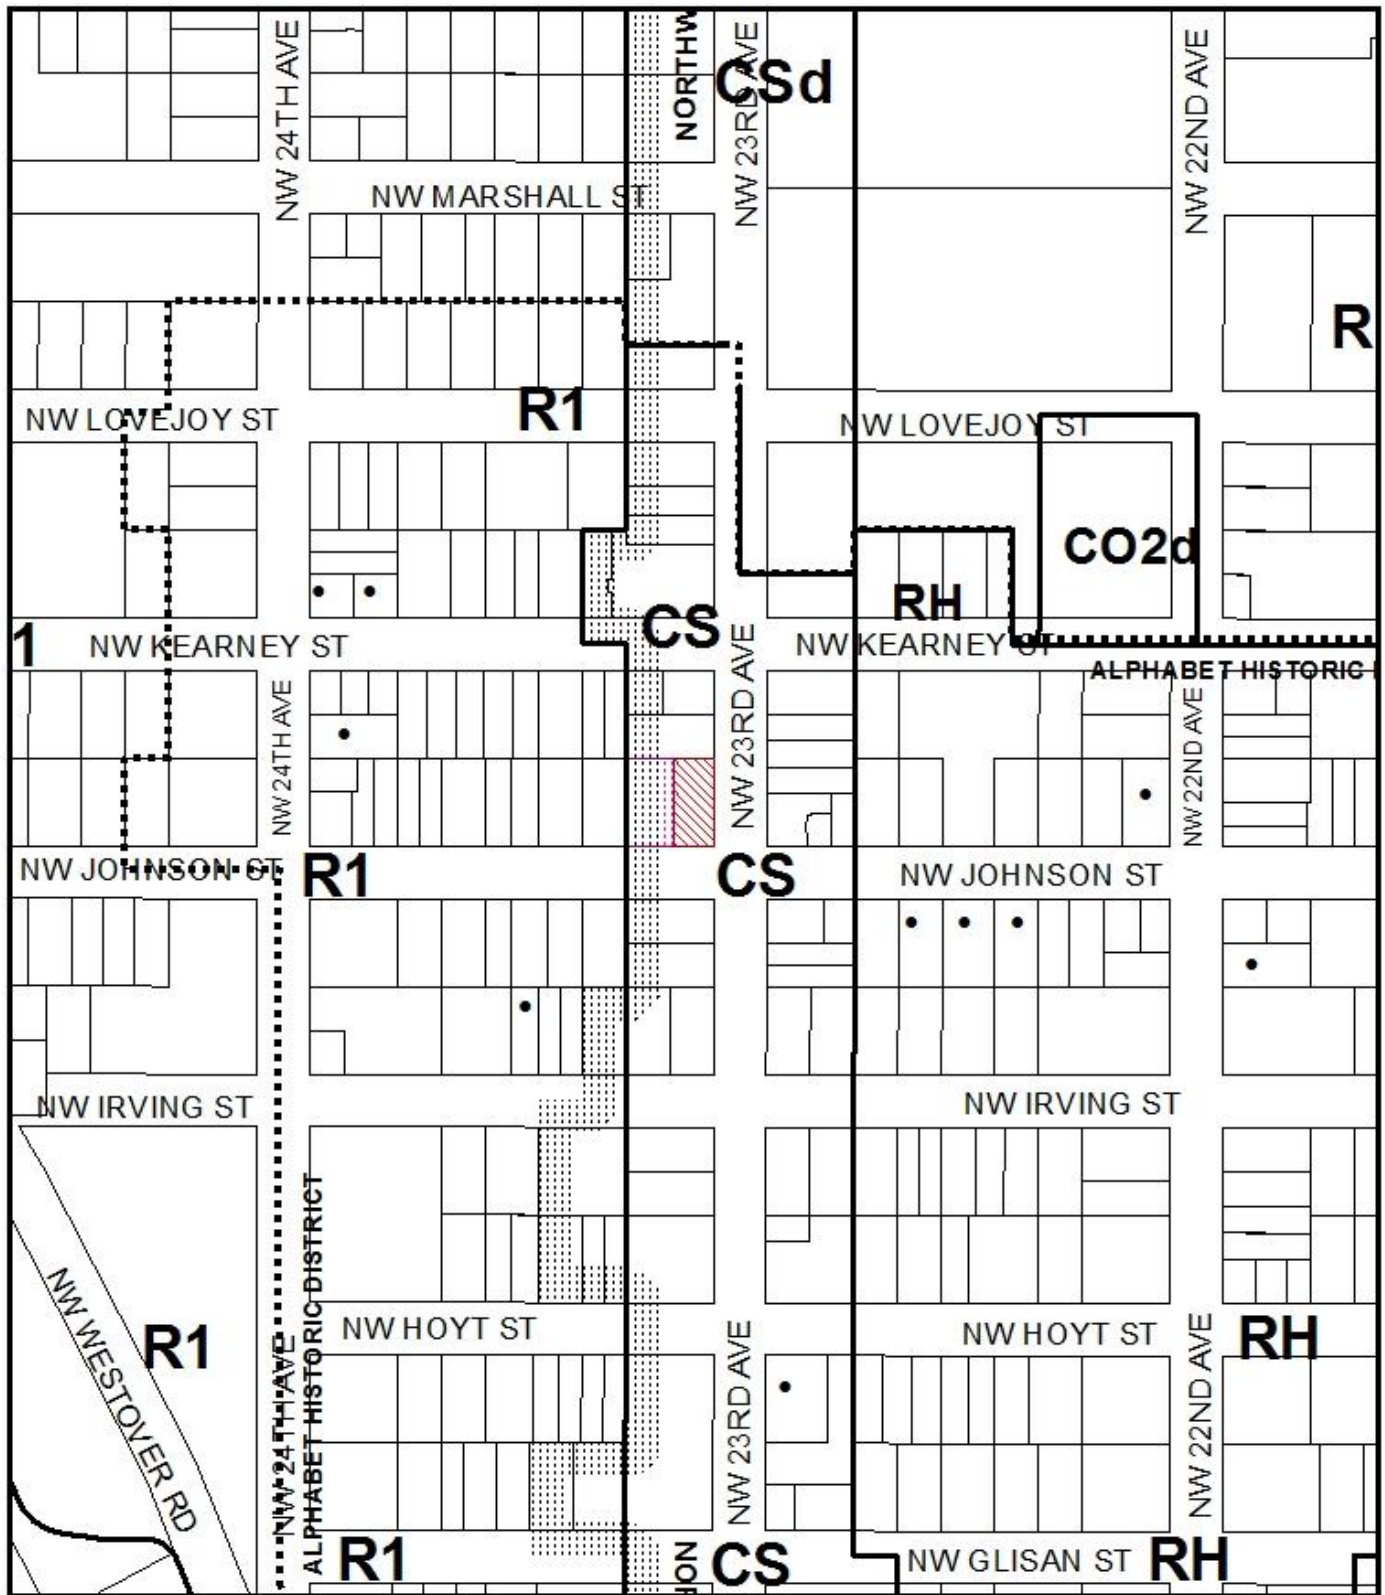 NW 24TH AVE
NORTHW
CSd
NW 23RD AVE
NW 22ND AVE
NW MARSHALL ST
R
R1
NW LOVEJOY ST
NW LOVEJOY ST
CO2d
RH
CS
1
NW KEARNEY ST
NW KEARNEY ST
ALPHABET HISTORIC
NW 24TH AVE
NW 23RD AVE
NW 22ND AVE
NW JOHNSON ST
R1
CS
NW JOHNSON ST
NW IRVING ST
NW IRVING ST
NW WESTOVER RD
R1
NW 24TH AVE
ALPHABET HISTORIC DISTRICT
NW HOYT ST
NW 23RD AVE
NW HOYT ST
NW 22ND AVE
RH
R1
HON
CS
NW GLISAN ST
RH